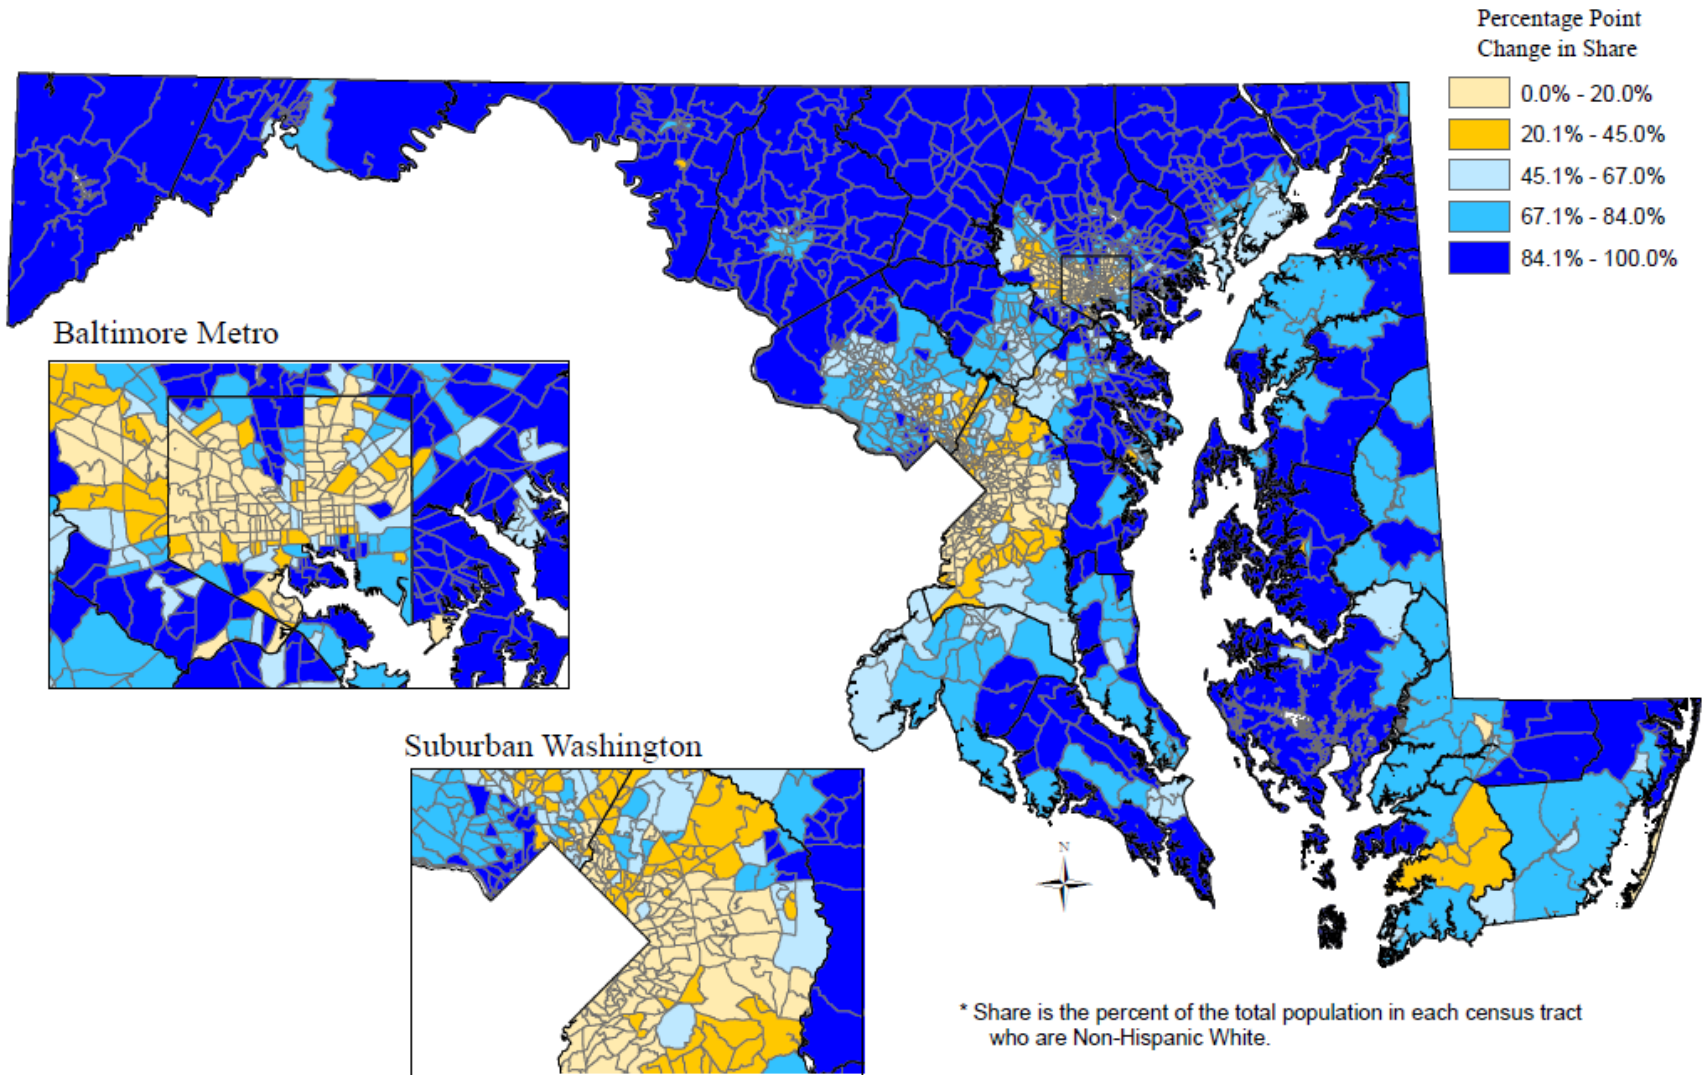 Percentage Point
Change in Share
0.0% - 20.0%
20.1% - 45.0%
45.1% - 67.0%
67.1% - 84.0%
84.1% - 100.0%
Baltimore Metro
Suburban Washington
N
* Share is the percent of the total population in each census tract
who are Non-Hispanic White.